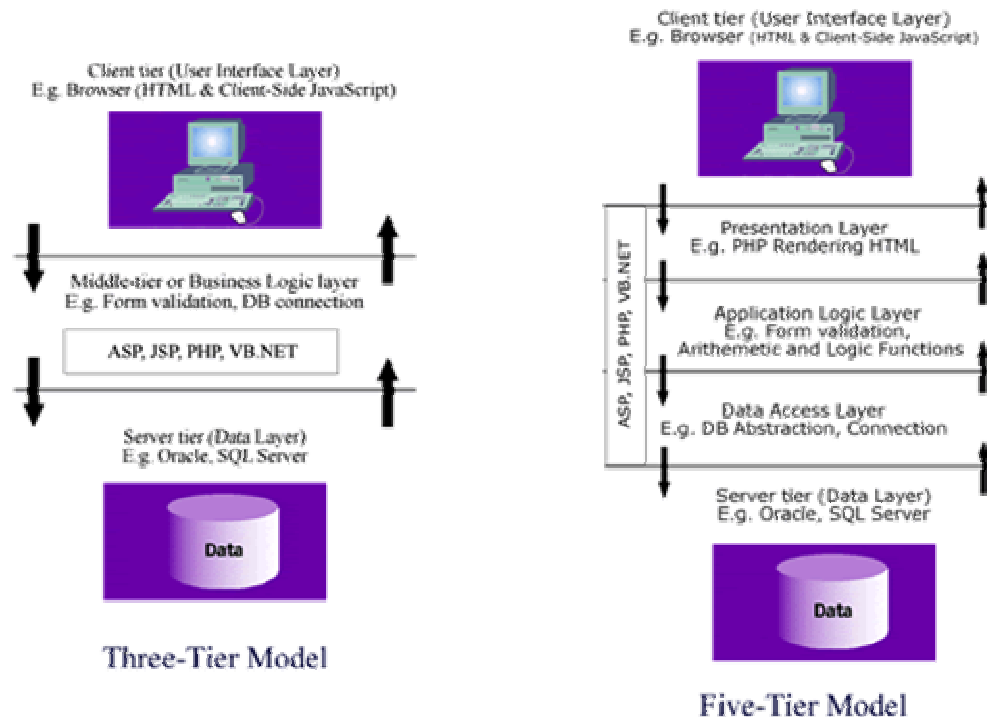 Client tier (User Interface Layer)
E.g. Browser (HTML & Client-Side JavaScript)
Middle-tier or Business Logic layer
E.g. Form validation, DB connection
ASP, JSP, PHP, VB.NET
Server tier (Data Layer)
E.g. Oracle, SQL Server
Data
Three-Tier Model
Client tier (User Interface Layer)
E.g. Browser (HTML & Client-Side JavaScript)
ASP, JSP, PHP, VB.NET
Presentation Layer
E.g. PHP Rendering HTML
Application Logic Layer
E.g. Form validation,
Arithemetic and Logic Functions
Data Access Layer
E.g. DB Abstraction, Connection
Server tier (Data Layer)
E.g. Oracle, SQL Server
Data
Five-Tier Model